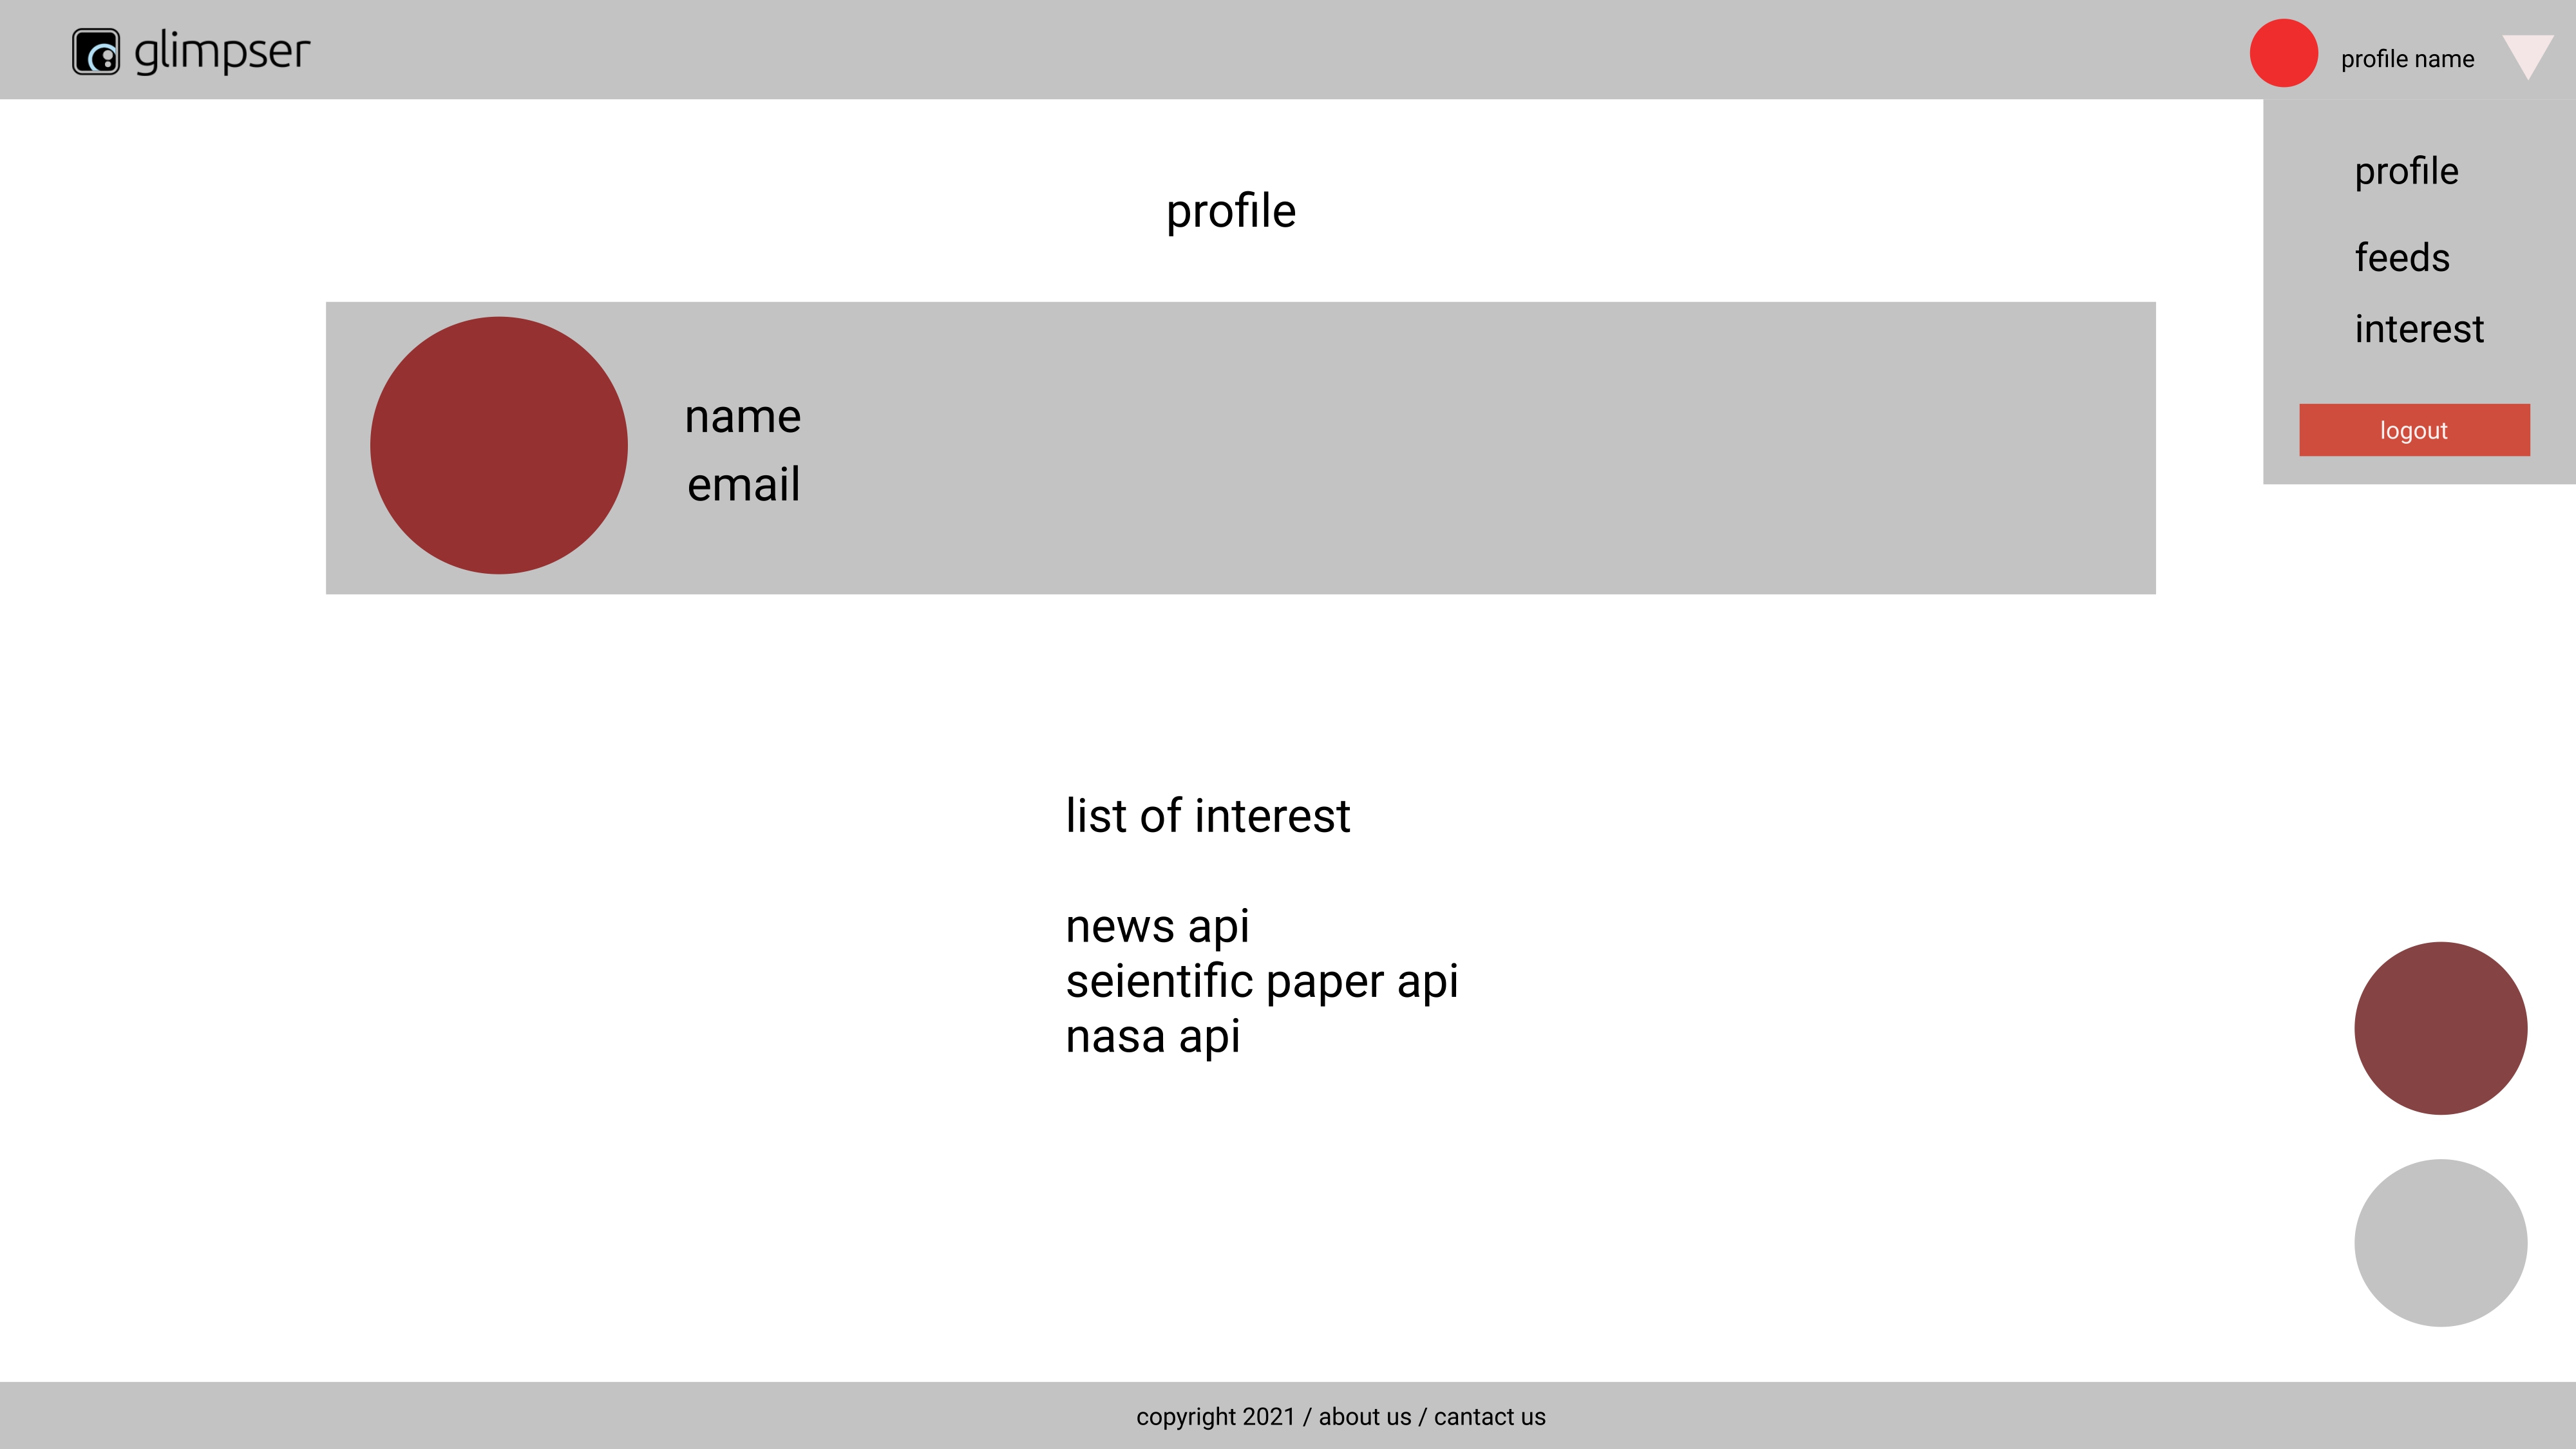 glimpser
profile name
profile
feeds
interest
logout
profile
name
email
list of interest
news api
seientific paper api
nasa api
copyright 2021 / about us / cantact us